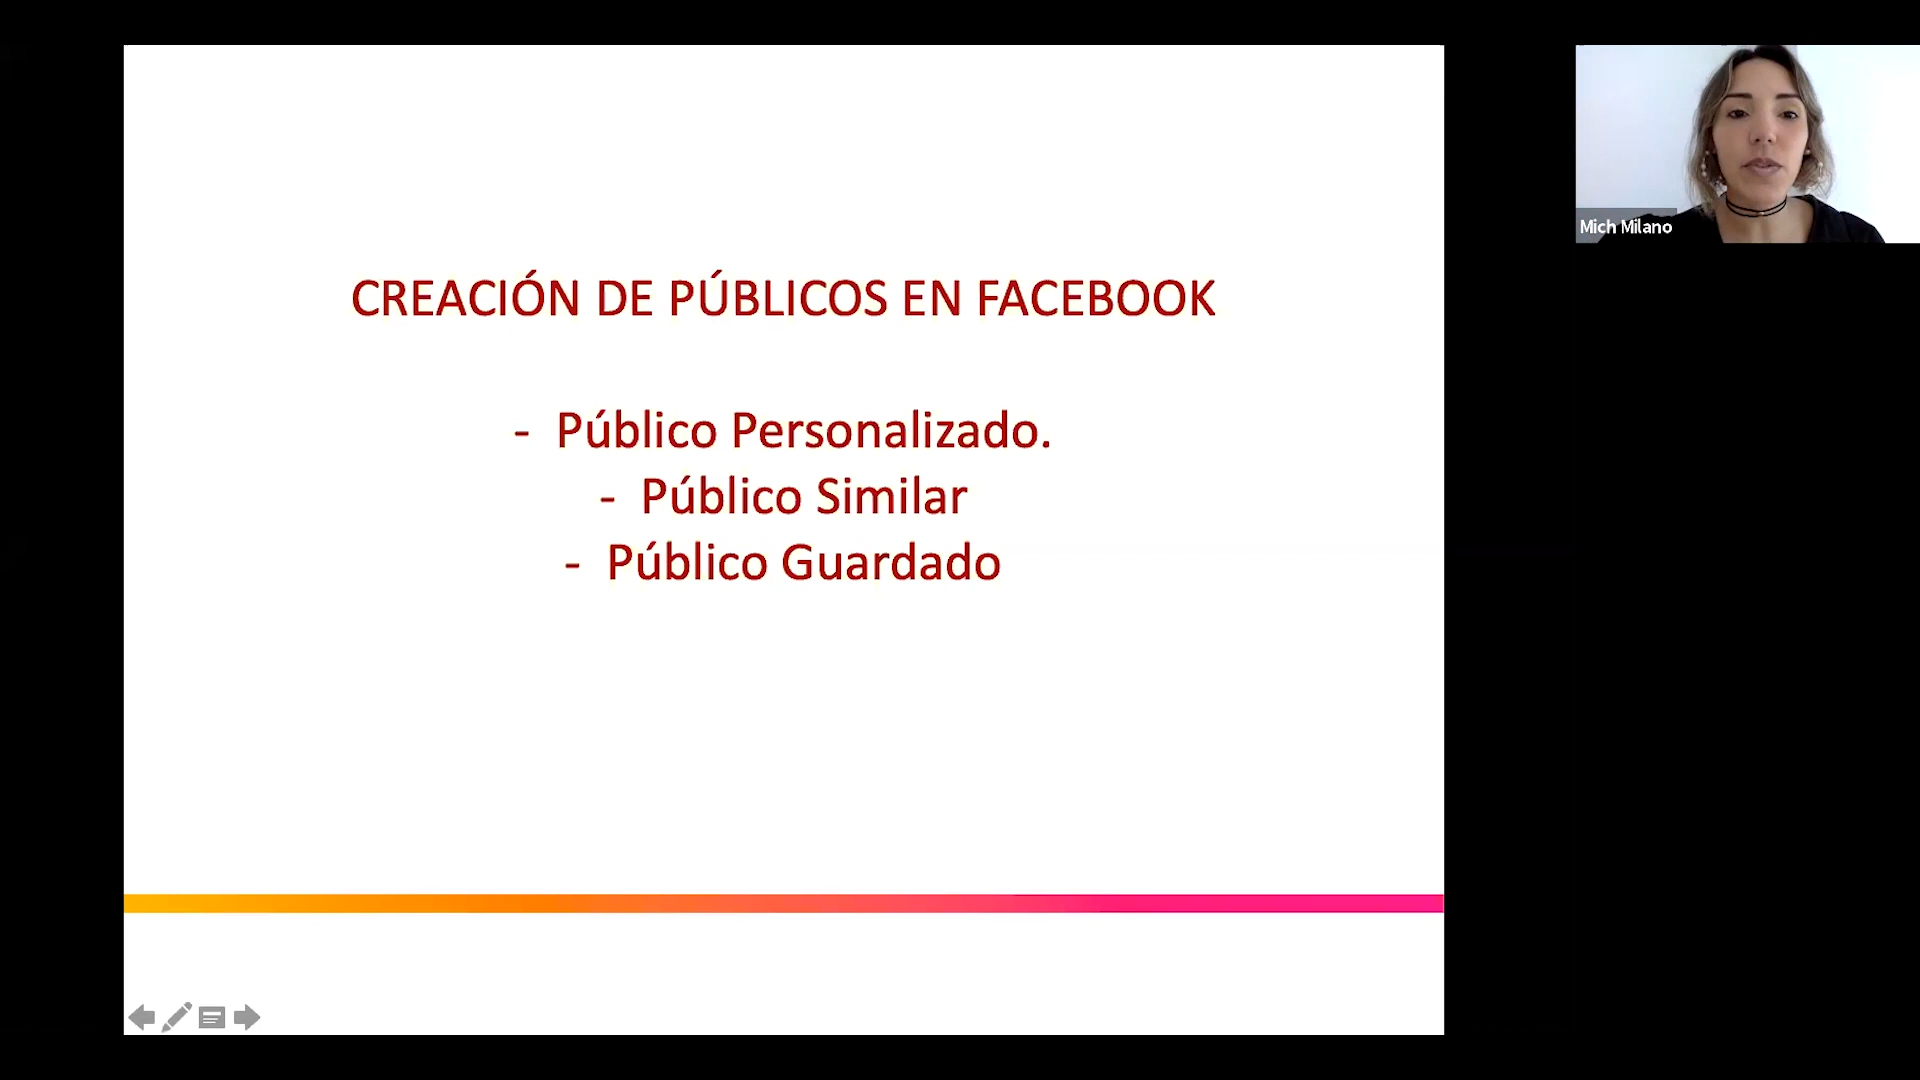 CREACIÓN DE PÚBLICOS EN FACEBOOK
- Público Personalizado.
- Público Similar
- Público Guardado
Mich Milano